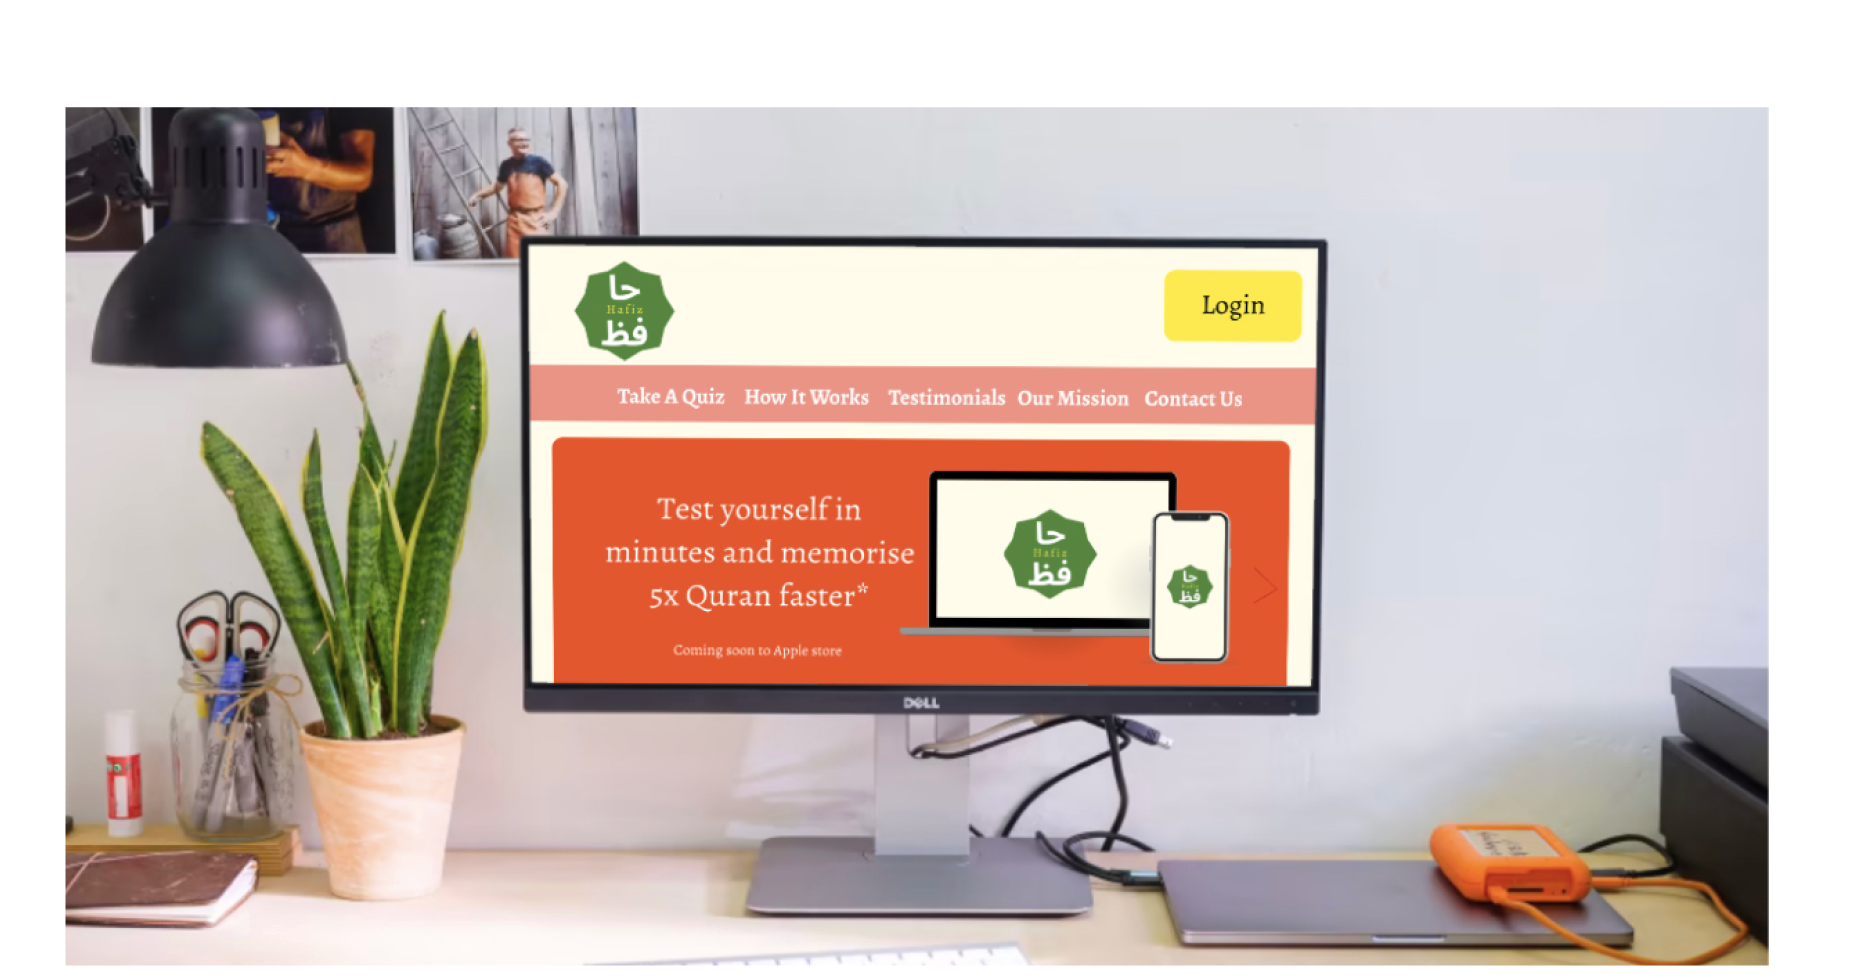 حا
Hafiz
فظ
Login
Take A Quiz How It Works Testimonials Our Mission Contact Us
Test yourself in
minutes and memorise
5x Quran faster*
Coming soon to Apple store
حا
Hafiz
فظ
حا
Hafiz
فظ
DELL